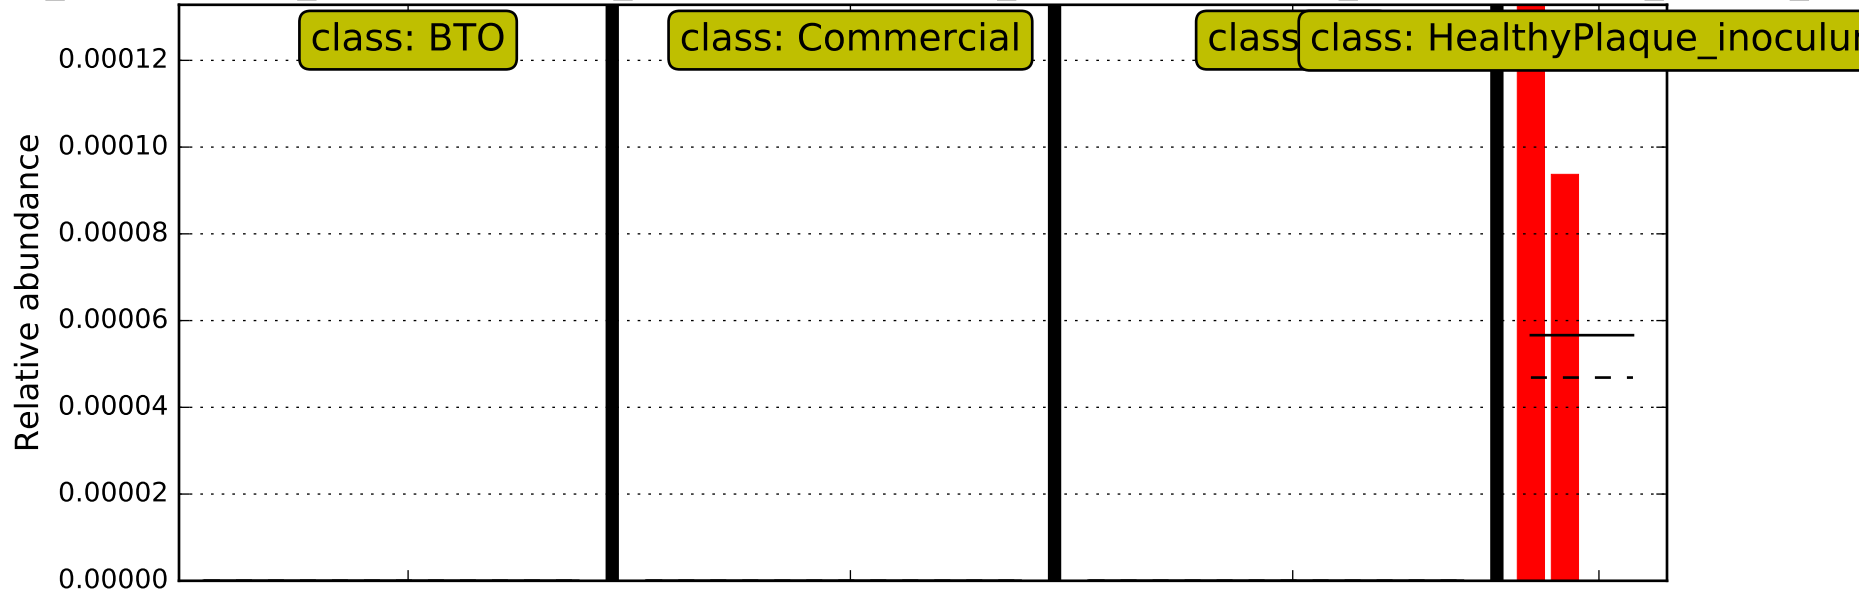 class: BTO
class: Commercial
class
class: HealthyPlaque_inoculu
0.00012
0.00010
0.00008
0.00006
0.00004
0.00002
0.00000
Relative abundance